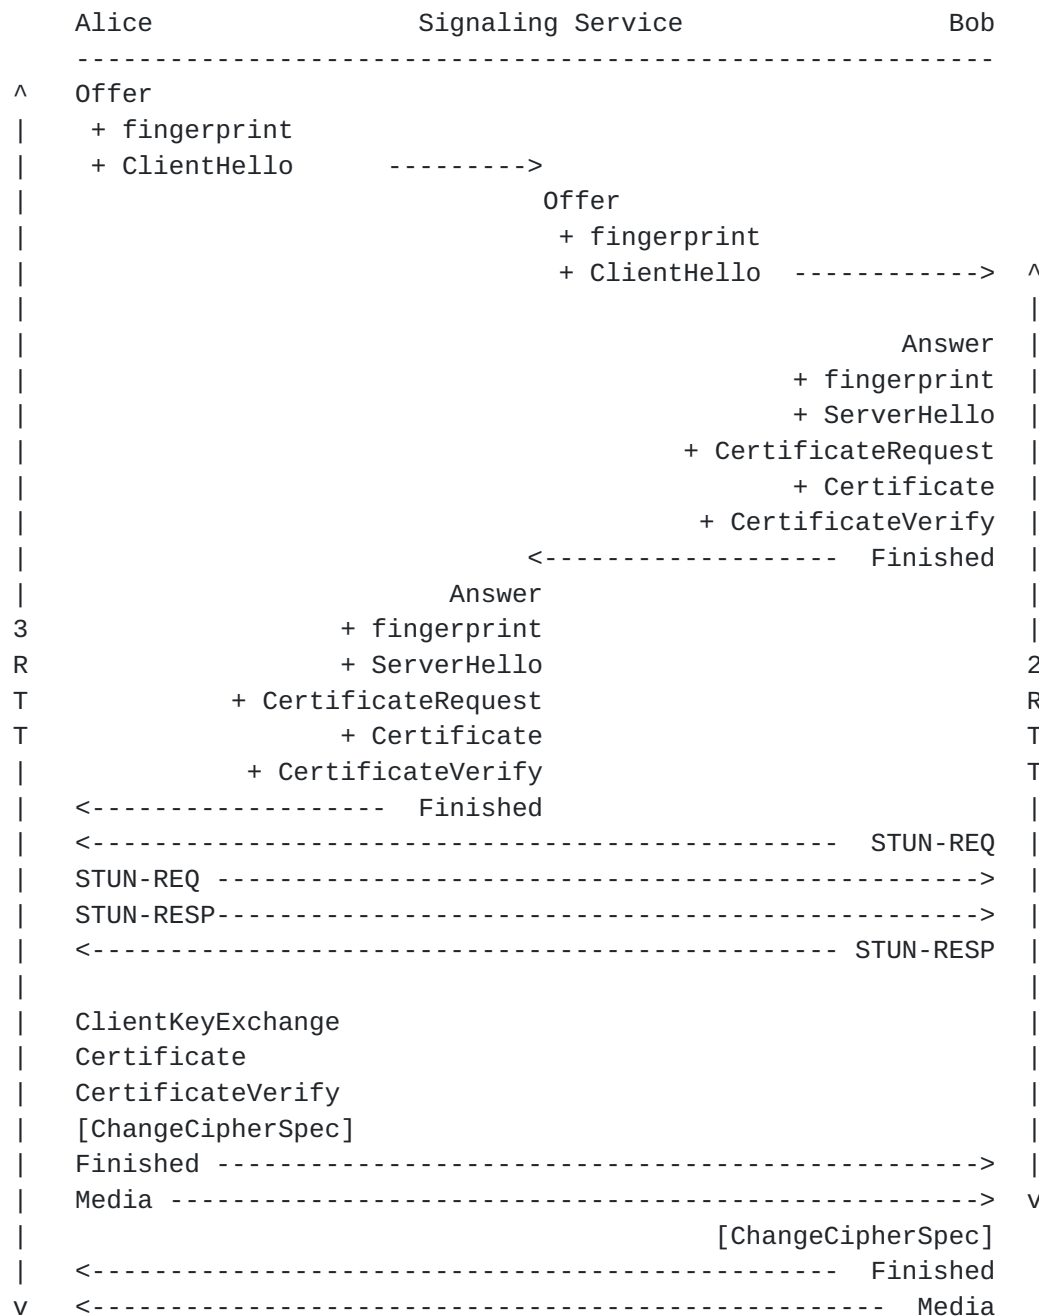 Alice                 Signaling Service                 Bob
-----------------------------------------------------------
^   Offer
|    + fingerprint
|    + ClientHello      --------->
|                                 Offer
|                                  + fingerprint
|                                  + ClientHello  ------------>  ^
|                                                                |
|                                                        Answer  |
|                                                 + fingerprint  |
|                                                 + ServerHello  |
|                                          + CertificateRequest  |
|                                                 + Certificate  |
|                                           + CertificateVerify  |
|                                <-------------------  Finished  |
|                           Answer                               |
3                    + fingerprint                               |
R                    + ServerHello                               2
T             + CertificateRequest                               R
T                    + Certificate                               T
|              + CertificateVerify                               T
|   <-------------------  Finished                               |
|   <------------------------------------------------  STUN-REQ  |
|   STUN-REQ ------------------------------------------------->  |
|   STUN-RESP------------------------------------------------->  |
|   <------------------------------------------------ STUN-RESP  |
|                                                                |
|   ClientKeyExchange                                            |
|   Certificate                                                  |
|   CertificateVerify                                            |
|   [ChangeCipherSpec]                                           |
|   Finished ------------------------------------------------->  |
|   Media ---------------------------------------------------->  v
|                                            [ChangeCipherSpec]
|   <------------------------------------------------  Finished
v   <---------------------------------------------------  Media